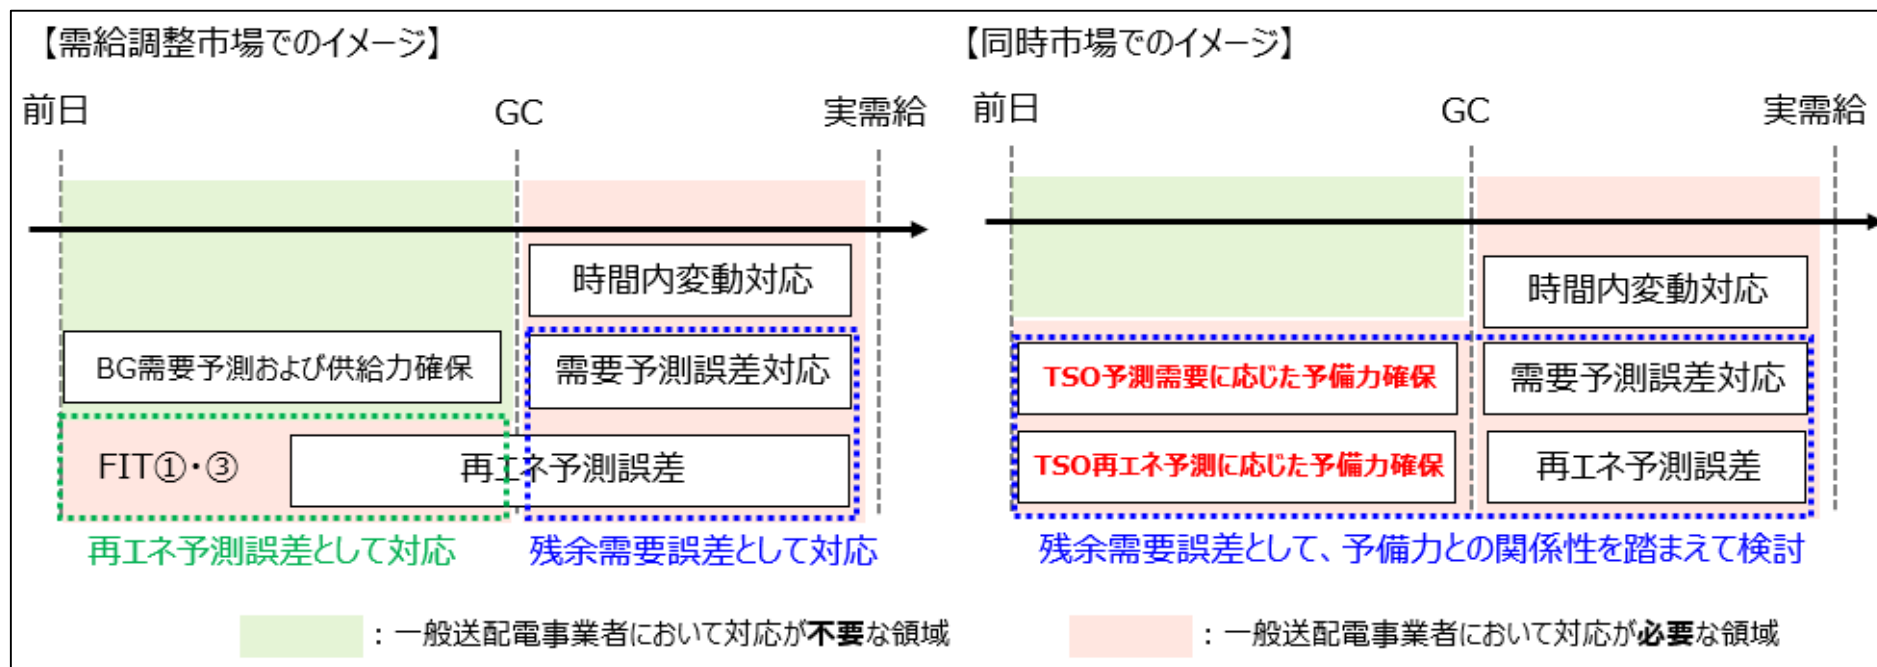 【需給調整市場でのイメージ】
前日
GC
実需給
時間内変動対応
BG需要予測および供給力確保
需要予測誤差対応
FIT①・③
再エネ予測誤差
再エネ予測誤差として対応
残余需要誤差として対応
【同時市場でのイメージ】
前日
GC
実需給
時間内変動対応
TSO予測需要に応じた予備力確保
需要予測誤差対応
TSO再エネ予測に応じた予備力確保
再エネ予測誤差
残余需要誤差として、予備力との関係性を踏まえて検討
：一般送配電事業者において対応が不要な領域
：一般送配電事業者において対応が必要な領域